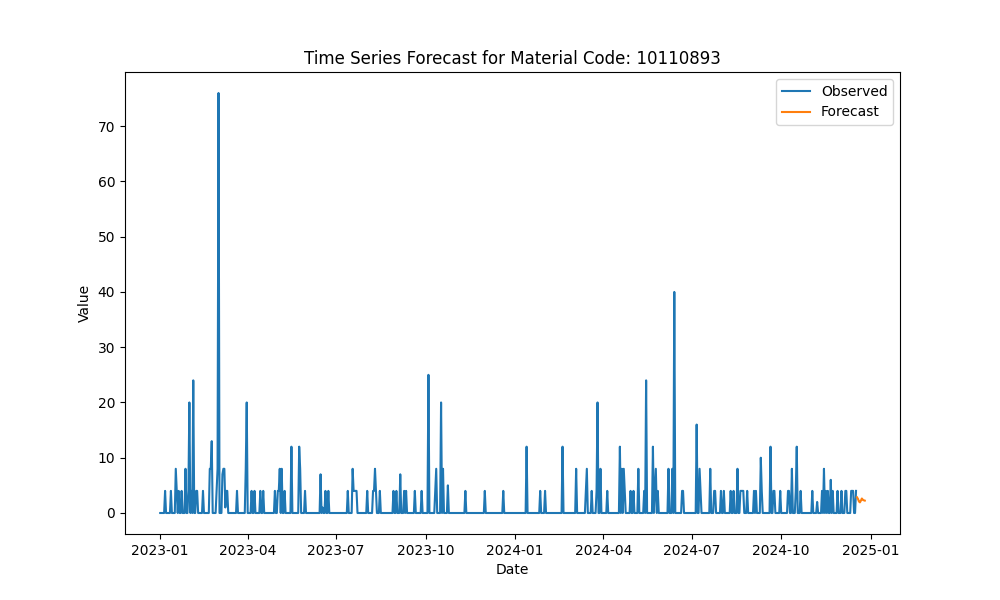 Time Series Forecast for Material Code: 10110893
Observed
Forecast
Value
70
60
50
40
30
20
10
0
2023-01 2023-04 2023-07 2023-10 2024-01 2024-04 2024-07 2024-10 2025-01
Date